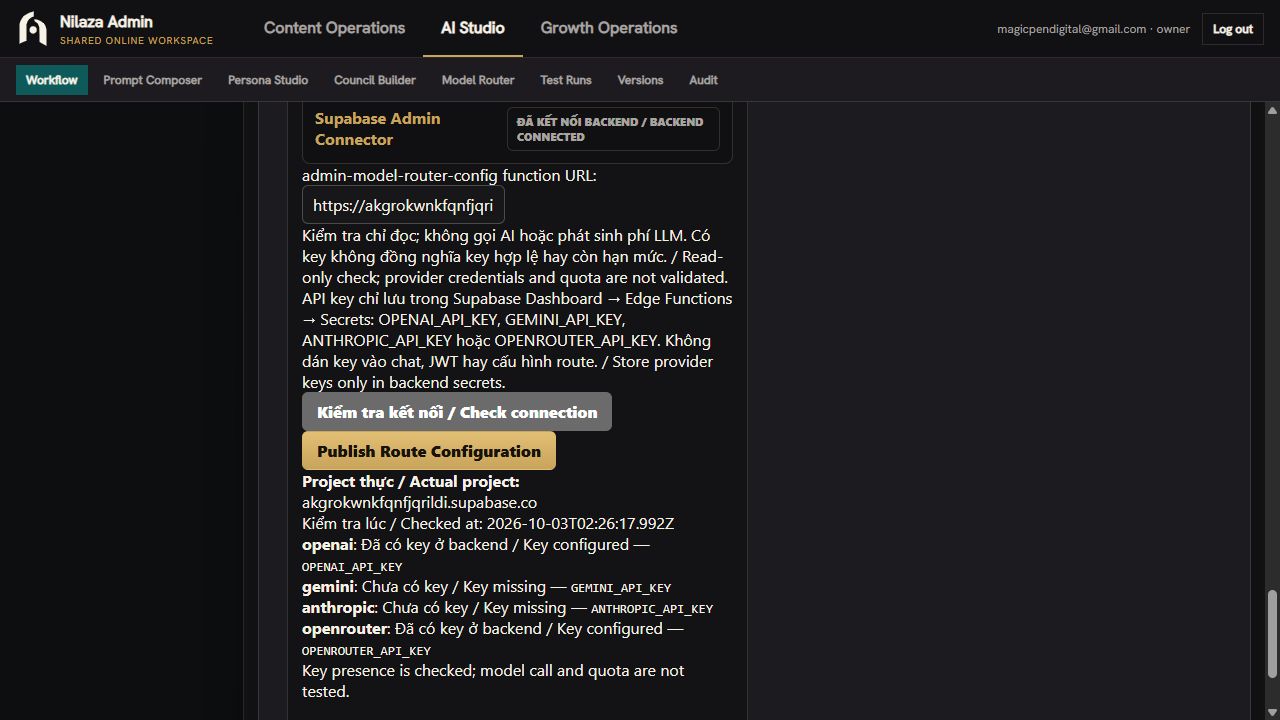 Nilaza Admin
SHARED ONLINE WORKSPACE
Content Operations
AI Studio
Growth Operations
magicpendigital@gmail.com · owner
Log out
Workflow
Prompt Composer
Persona Studio
Council Builder
Model Router
Test Runs
Versions
Audit
Supabase Admin
Connector
ĐÃ KẾT NỐI BACKEND / BACKEND
CONNECTED
admin-model-router-config function URL:
https://akgrokwnkfqnfjqri
Kiểm tra chỉ đọc; không gọi AI hoặc phát sinh phí LLM. Có
key không đồng nghĩa key hợp lệ hay còn hạn mức. / Read-
only check; provider credentials and quota are not validated.
API key chỉ lưu trong Supabase Dashboard → Edge Functions
→ Secrets: OPENAI_API_KEY, GEMINI_API_KEY,
ANTHROPIC_API_KEY hoặc OPENROUTER_API_KEY. Không
dán key vào chat, JWT hay cấu hình route. / Store provider
keys only in backend secrets.
Kiểm tra kết nối / Check connection
Publish Route Configuration
Project thực / Actual project:
akgrokwnkfqnfjqrildi.supabase.co
Kiểm tra lúc / Checked at: 2026-10-03T02:26:17.992Z
openai: Đã có key ở backend / Key configured —
OPENAI_API_KEY
gemini: Chưa có key / Key missing — GEMINI_API_KEY
anthropic: Chưa có key / Key missing — ANTHROPIC_API_KEY
openrouter: Đã có key ở backend / Key configured —
OPENROUTER_API_KEY
Key presence is checked; model call and quota are not
tested.